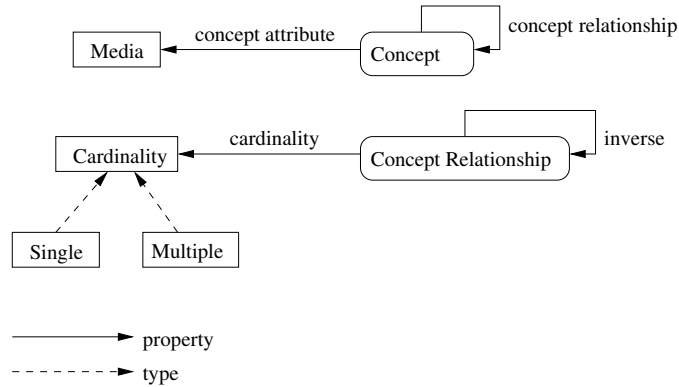 concept relationship
concept attribute
Media
Concept
cardinality
inverse
Cardinality
Concept Relationship
Single
Multiple
property
type